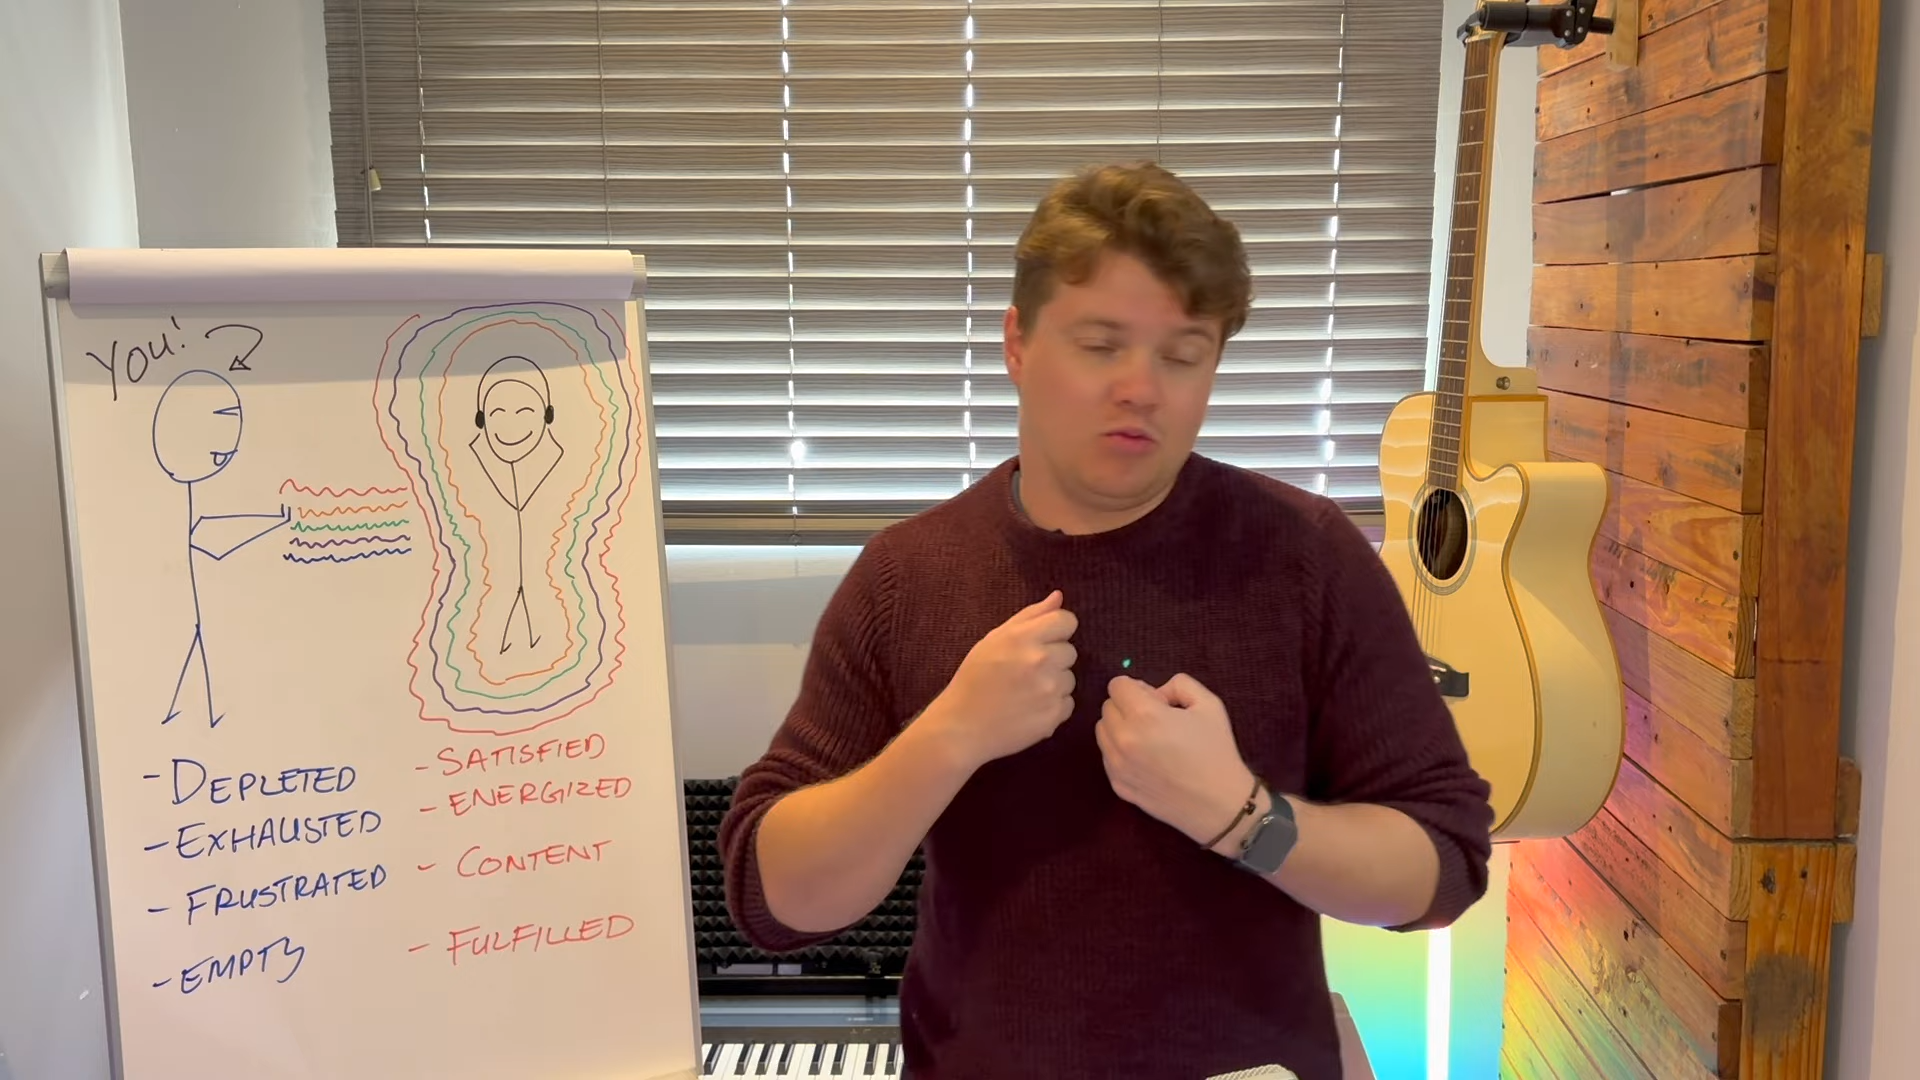 YOU!
- DEPLETED
- EXHAUSTED
- FRUSTRATED
- EMPTY
- SATISFIED
- ENERGIZED
- CONTENT
- FULFILLED